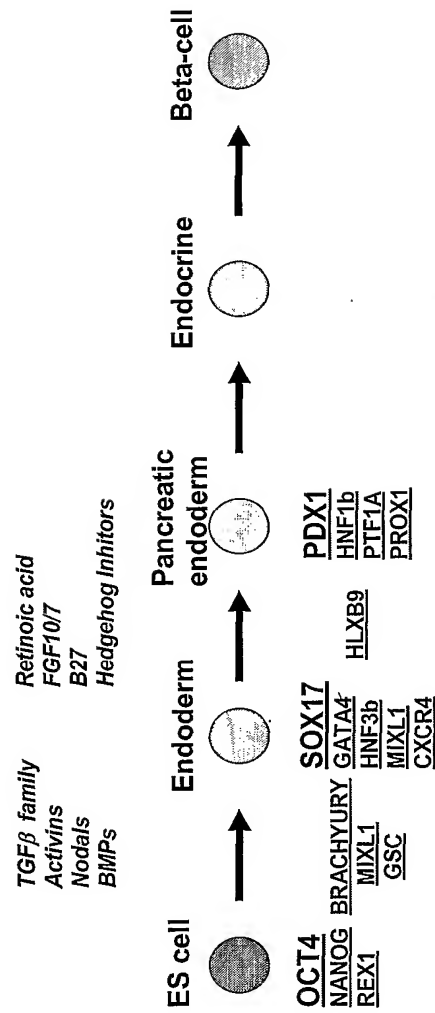 TGFβ family
Activins
Nodals
BMPs
Retinoic acid
FGF10/7
B27
Hedgehog Inhitors
ES cell
Endoderm
Pancreatic
endoderm
Endocrine
Beta-cell
OCT4
NANOG
REX1
BRACHYURY
MIXL1
GSC
SOX17
GATA4
HNF3b
MIXL1
CXCR4
HLXB9
PDX1
HNF1b
PTF1A
PROX1